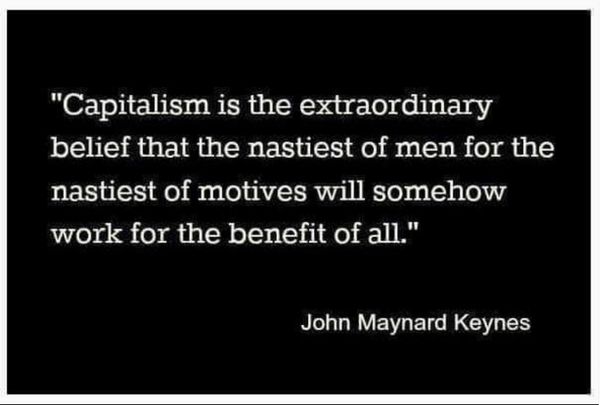 "Capitalism is the extraordinary
belief that the nastiest of men for the
nastiest of motives will somehow
work for the benefit of all."
John Maynard Keynes